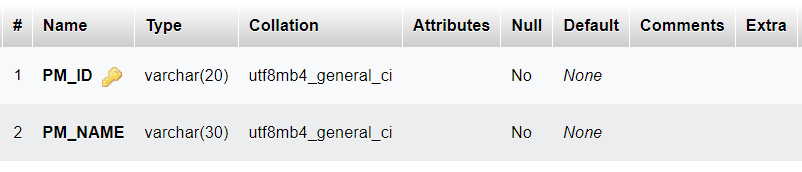 # Name Type Collation Attributes Null Default Comments Extra
1 PM_ID varchar(20) utf8mb4_general_ci No None
2 PM_NAME varchar(30) utf8mb4_general_ci No None